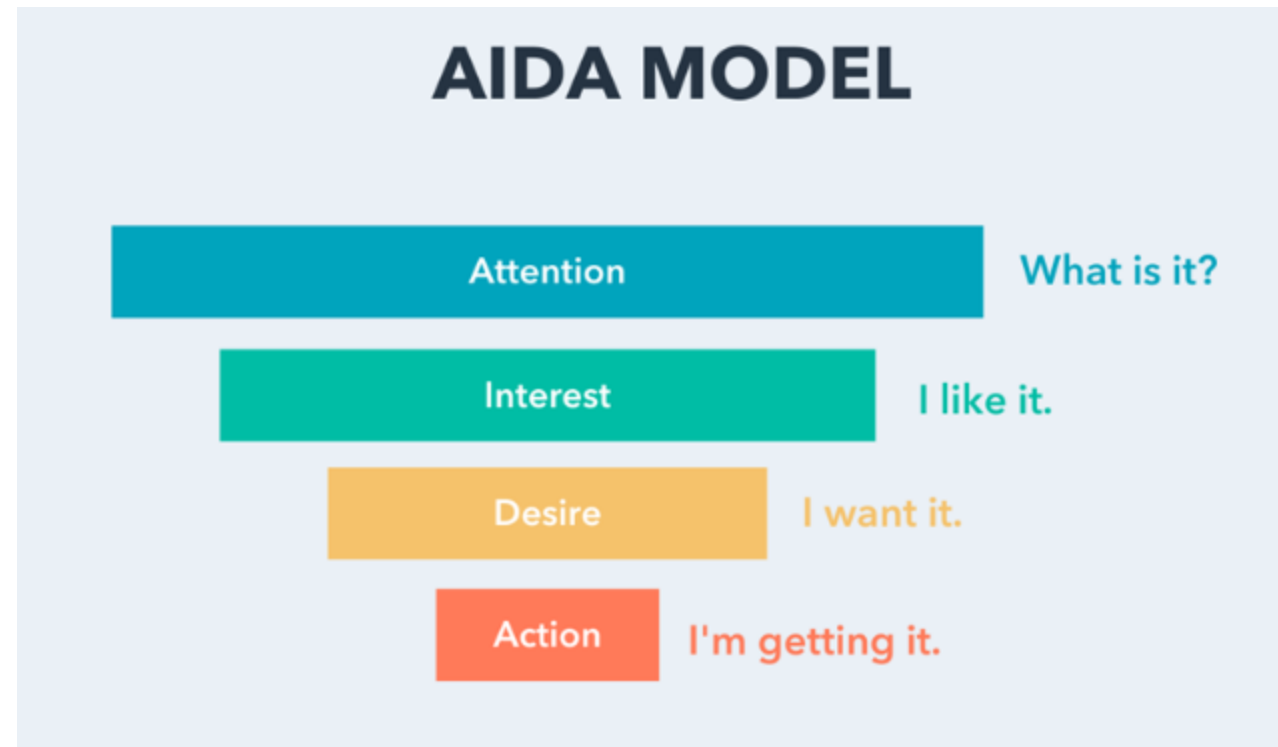 AIDA MODEL
Attention What is it?
Interest I like it.
Desire I want it.
Action I'm getting it.